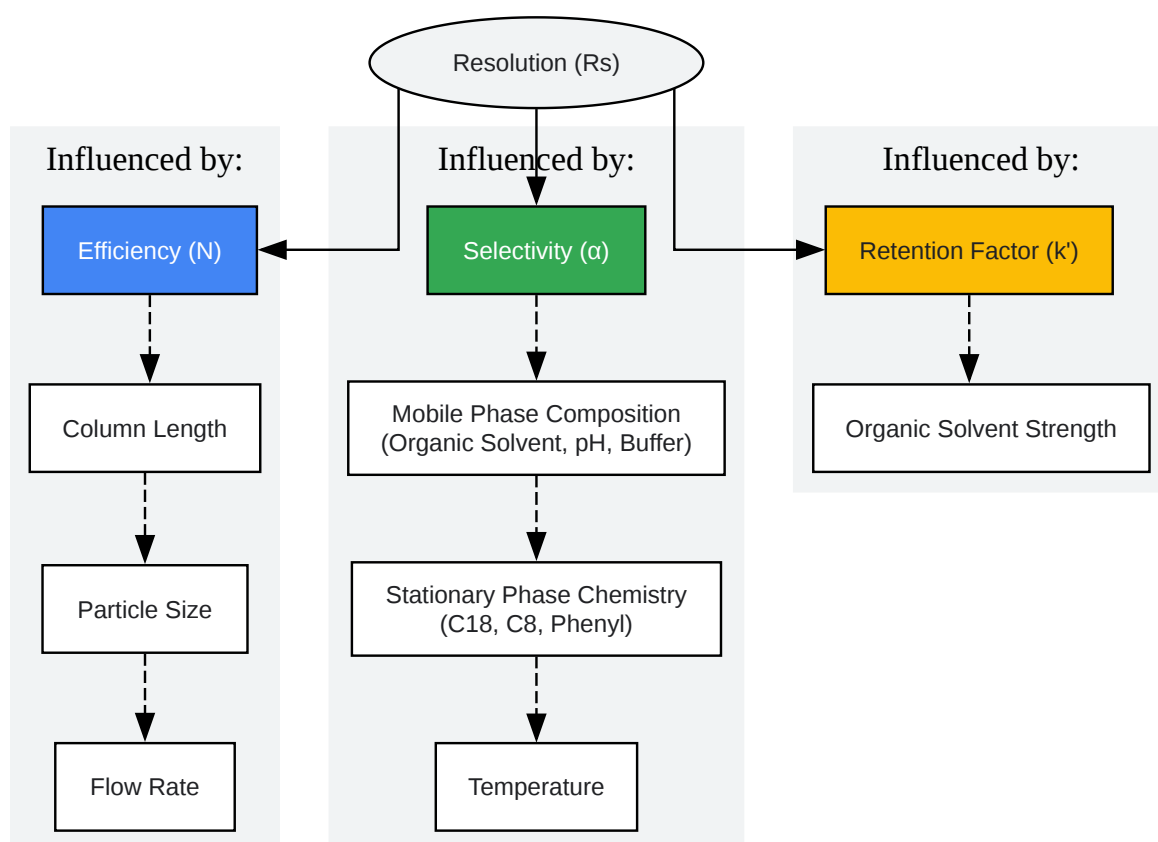 Resolution (Rs)
Influenced by:
Influenced by:
Influenced by:
Efficiency (N)
Selectivity (α)
Retention Factor (k')
Column Length
Mobile Phase Composition
(Organic Solvent, pH, Buffer)
Organic Solvent Strength
Particle Size
Stationary Phase Chemistry
(C18, C8, Phenyl)
Flow Rate
Temperature